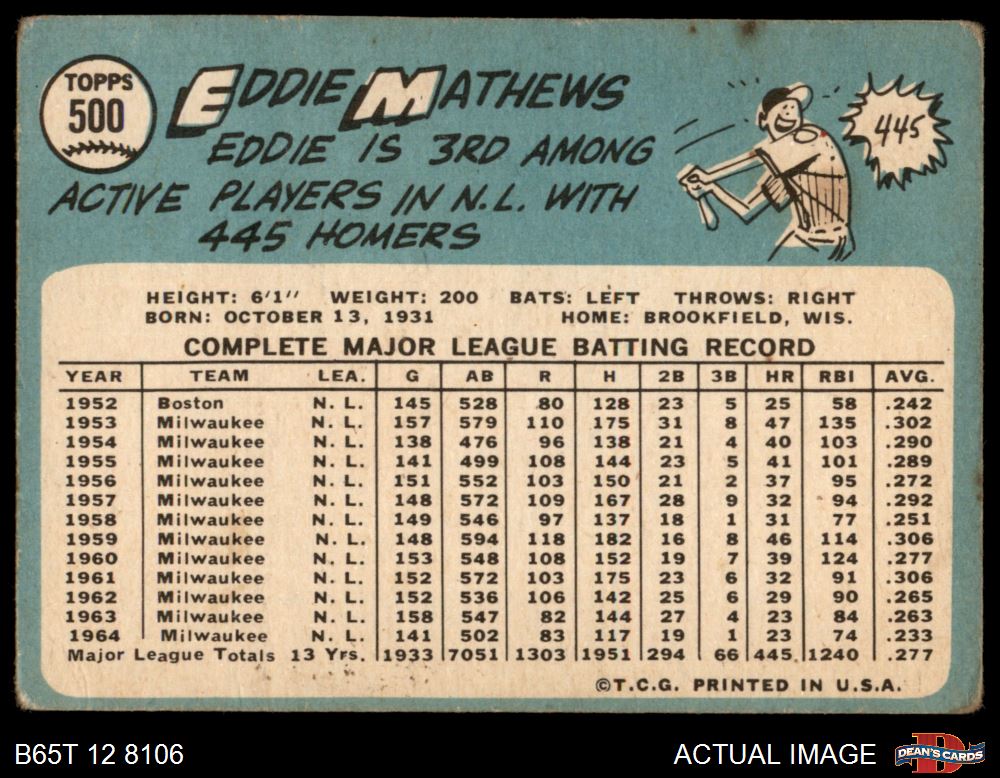 TOPPS
500
EDDIE MATHEWS
EDDIE IS 3RD AMONG
ACTIVE PLAYERS IN N.L. WITH
445 HOMERS
445
HEIGHT: 6'1" WEIGHT: 200 BATS: LEFT THROWS: RIGHT
BORN: OCTOBER 13, 1931 HOME: BROOKFIELD, WIS.
COMPLETE MAJOR LEAGUE BATTING RECORD
YEAR TEAM LEA. G AB R H 2B 3B HR RBI AVG.
1952 Boston N. L. 145 528 80 128 23 5 25 58 .242
1953 Milwaukee N. L. 157 579 110 175 31 8 47 135 .302
1954 Milwaukee N. L. 138 476 96 138 21 4 40 103 .290
1955 Milwaukee N. L. 141 499 108 144 23 5 41 101 .289
1956 Milwaukee N. L. 151 552 103 150 21 2 37 95 .272
1957 Milwaukee N. L. 148 572 109 167 28 9 32 94 .292
1958 Milwaukee N. L. 149 546 97 137 18 1 31 77 .251
1959 Milwaukee N. L. 148 594 118 182 16 8 46 114 .306
1960 Milwaukee N. L. 153 548 108 152 19 7 39 124 .277
1961 Milwaukee N. L. 152 572 103 175 23 6 32 91 .306
1962 Milwaukee N. L. 152 536 106 142 25 6 29 90 .265
1963 Milwaukee N. L. 158 547 82 144 27 4 23 84 .263
1964 Milwaukee N. L. 141 502 83 117 19 1 23 74 .233
Major League Totals 13 Yrs. 1933 7051 1303 1951 294 66 445 1240 .277
©T.C.G. PRINTED IN U.S.A.
B65T 12 8106
ACTUAL IMAGE
D
DEAN'S CARDS